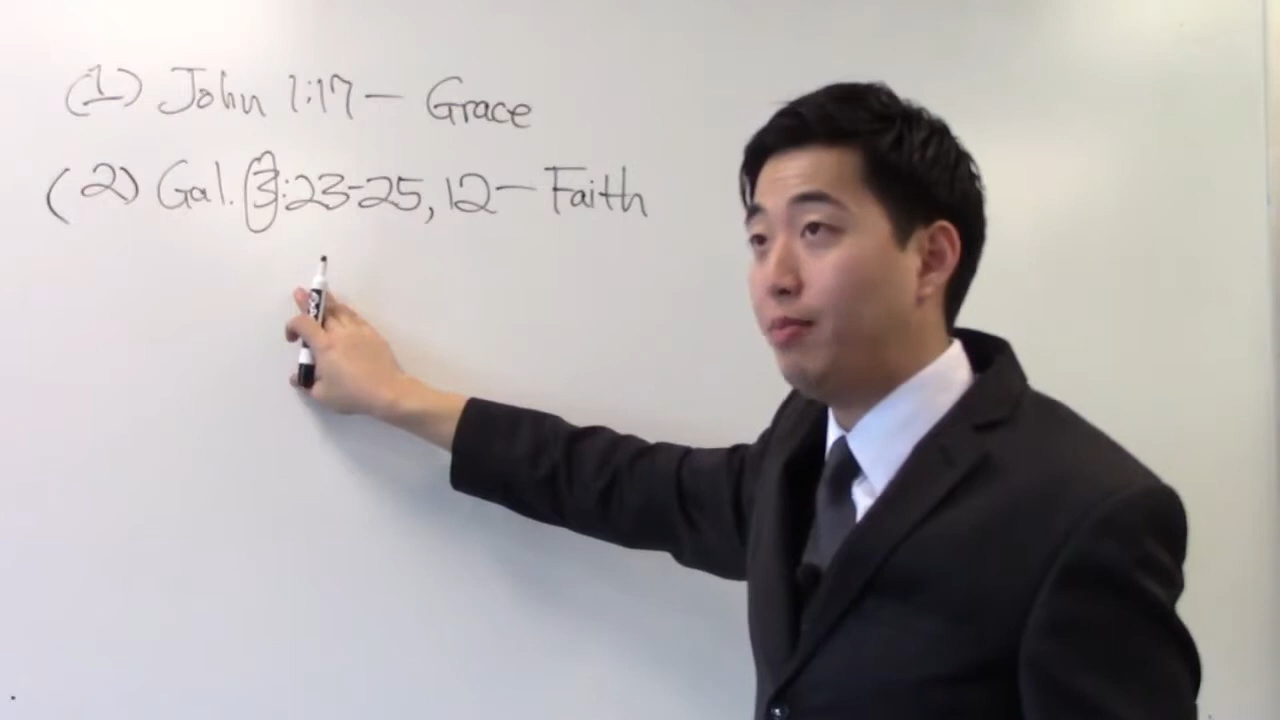 (1) John 1:17 — Grace
(2) Gal. 3:23-25, 12 — Faith